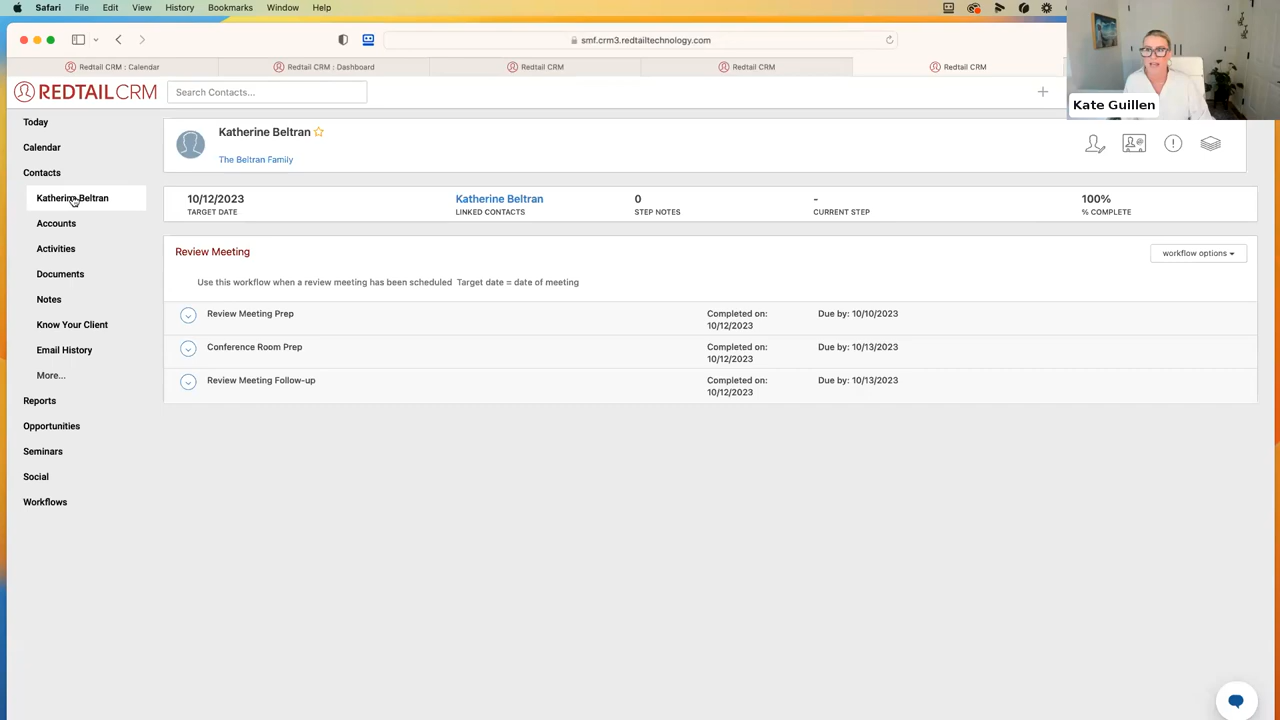 Safari File Edit View History Bookmarks Window Help
smf.crm3.redtailtechnology.com
Redtail CRM : Calendar
Redtail CRM : Dashboard
Redtail CRM
Redtail CRM
Redtail CRM
REDTAILCRM
Search Contacts...
Kate Guillen
Today
Calendar
Contacts
Katherine Beltran
Accounts
Activities
Documents
Notes
Know Your Client
Email History
More...
Reports
Opportunities
Seminars
Social
Workflows
Katherine Beltran
The Beltran Family
10/12/2023
TARGET DATE
Katherine Beltran
LINKED CONTACTS
0
STEP NOTES
-
CURRENT STEP
100%
% COMPLETE
Review Meeting
workflow options
Use this workflow when a review meeting has been scheduled Target date = date of meeting
Review Meeting Prep
Completed on:
10/12/2023
Due by: 10/10/2023
Conference Room Prep
Completed on:
10/12/2023
Due by: 10/13/2023
Review Meeting Follow-up
Completed on:
10/12/2023
Due by: 10/13/2023